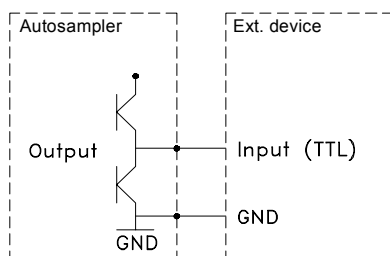 Autosampler
Ext. device
Output
Input (TTL)
GND
GND